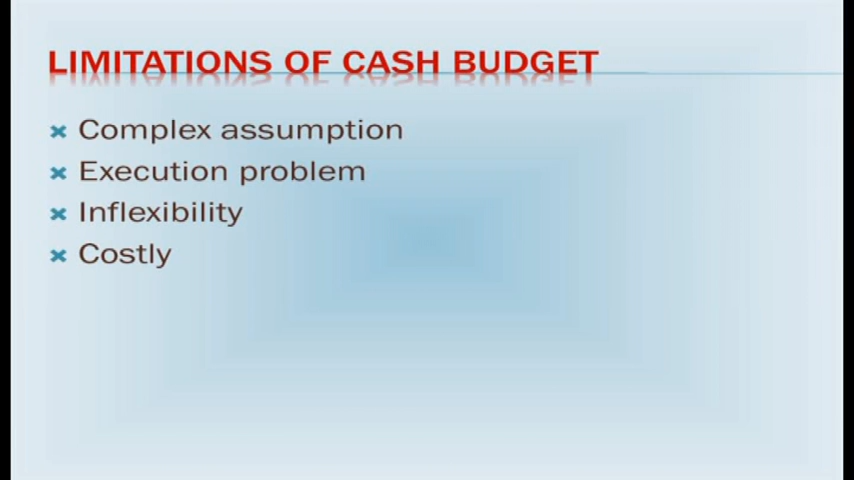 LIMITATIONS OF CASH BUDGET
Complex assumption
Execution problem
Inflexibility
Costly